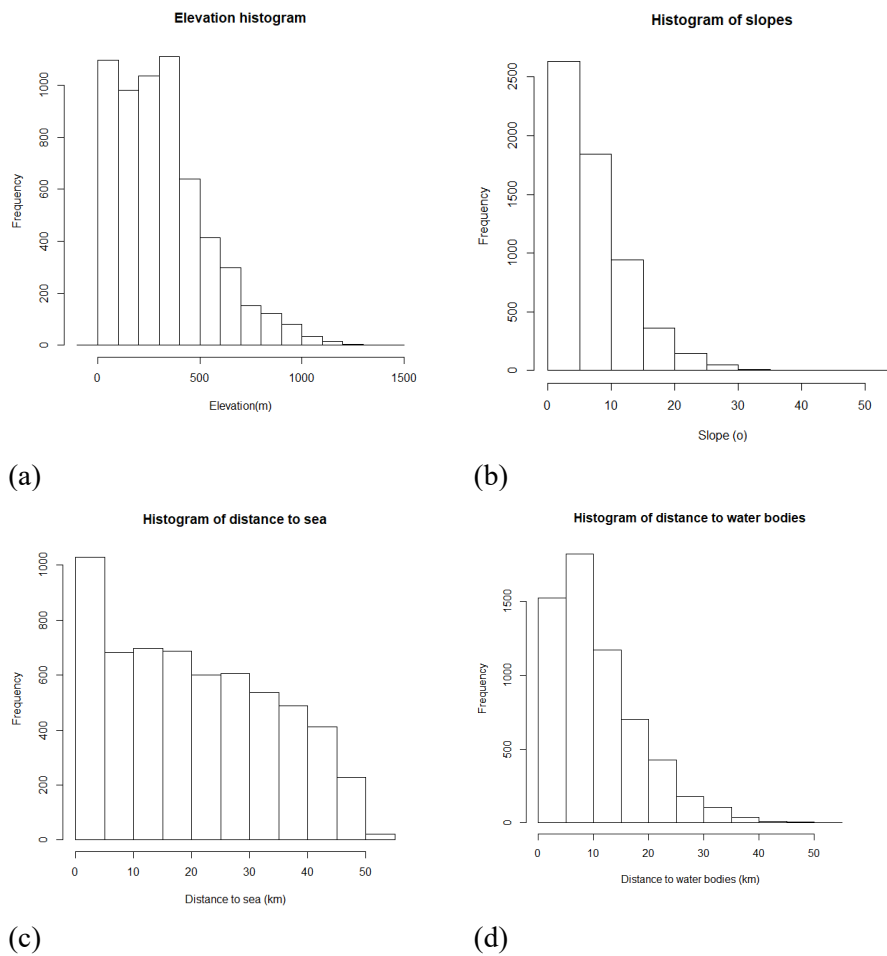 Elevation histogram
Frequency
0 200 400 600 800 1000
0 500 1000 1500
Elevation(m)
(a)
Histogram of slopes
Frequency
0 500 1000 1500 2000 2500
0 10 20 30 40 50
Slope (o)
(b)
Histogram of distance to sea
Frequency
0 200 400 600 800 1000
0 10 20 30 40 50
Distance to sea (km)
(c)
Histogram of distance to water bodies
Frequency
0 500 1000 1500
0 10 20 30 40 50
Distance to water bodies (km)
(d)